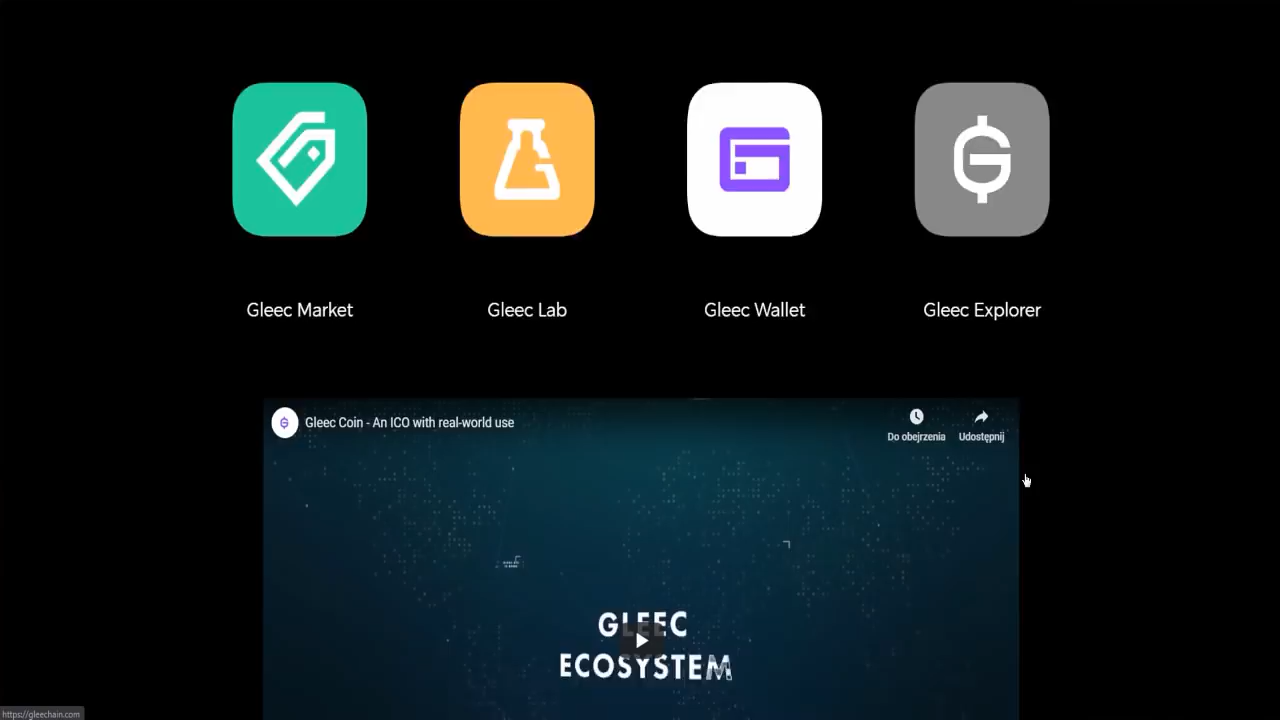 Gleec Market
Gleec Lab
Gleec Wallet
Gleec Explorer
Gleec Coin - An ICO with real-world use
Do obejrzenia
Udostępnij
GLEEC
ECOSYSTEM
https://gleechain.com